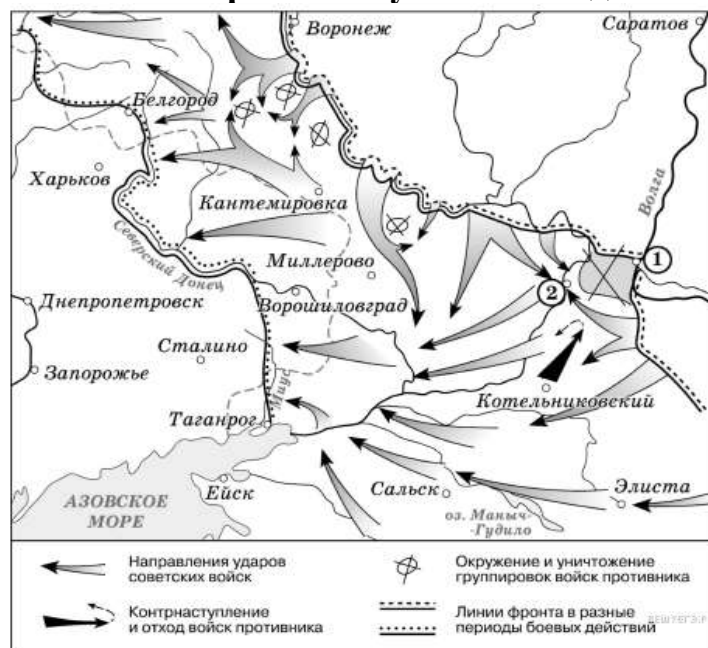 Воронеж
Саратов
Белгород
Харьков
Волга
Кантемировка
Северский Донец
Миллерово
1
2
Днепропетровск
Ворошиловград
Сталино
Запорожье
Миус
Котельниковский
Таганрог
АЗОВСКОЕ
МОРЕ
Ейск
Сальск
Элиста
оз. Маныч-
Гудило
Направления ударов
советских войск
Окружение и уничтожение
группировок войск противника
Контрнаступление
и отход войск противника
Линии фронта в разные
периоды боевых действий